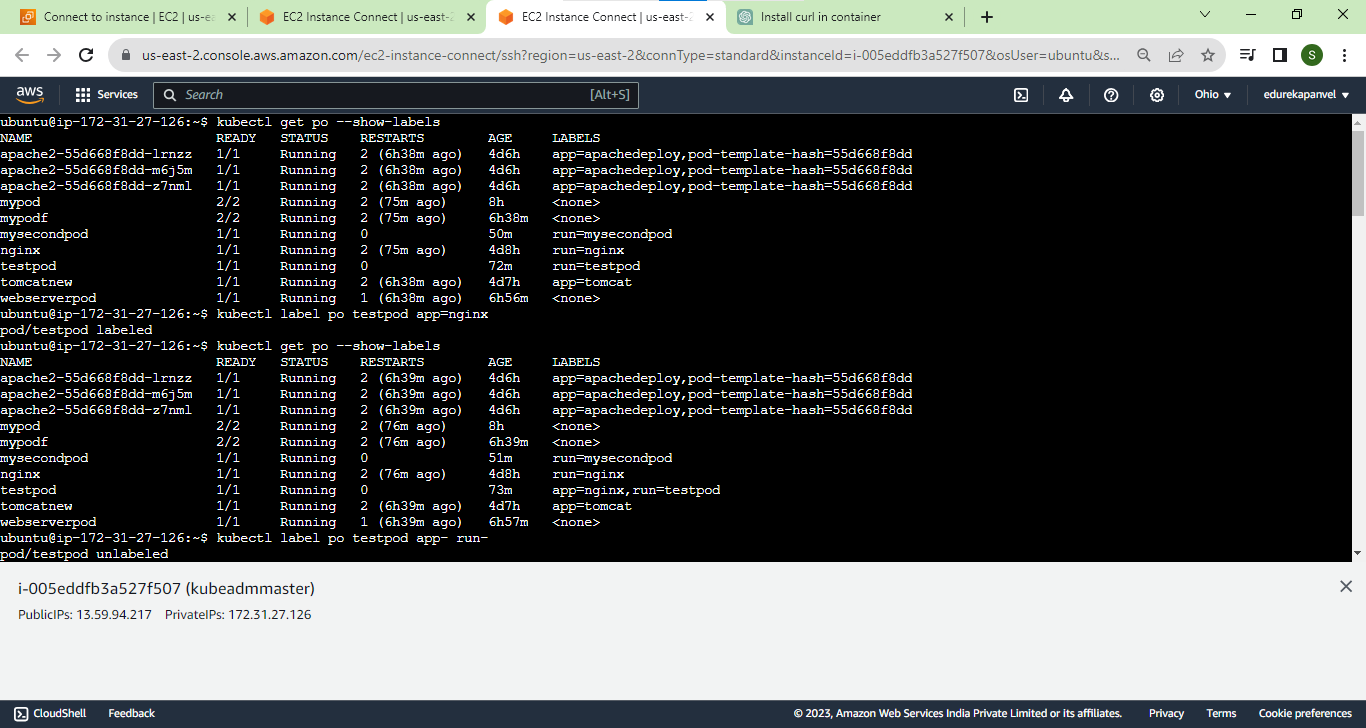 Connect to instance | EC2 | us-ea
EC2 Instance Connect | us-east-2
EC2 Instance Connect | us-east-2
Install curl in container
us-east-2.console.aws.amazon.com/ec2-instance-connect/ssh?region=us-east-2&connType=standard&instanceId=i-005eddfb3a527f507&osUser=ubuntu&s...
S
aws
Services
Search
[Alt+S]
Ohio
edurekapanvel
ubuntu@ip-172-31-27-126:~$ kubectl get po --show-labels
NAME READY STATUS RESTARTS AGE LABELS
apache2-55d668f8dd-lrnzz 1/1 Running 2 (6h38m ago) 4d6h app=apachedeploy,pod-template-hash=55d668f8dd
apache2-55d668f8dd-m6j5m 1/1 Running 2 (6h38m ago) 4d6h app=apachedeploy,pod-template-hash=55d668f8dd
apache2-55d668f8dd-z7nml 1/1 Running 2 (6h38m ago) 4d6h app=apachedeploy,pod-template-hash=55d668f8dd
mypod 2/2 Running 2 (75m ago) 8h <none>
mypodf 2/2 Running 2 (75m ago) 6h38m <none>
mysecondpod 1/1 Running 0 50m run=mysecondpod
nginx 1/1 Running 2 (75m ago) 4d8h run=nginx
testpod 1/1 Running 0 72m run=testpod
tomcatnew 1/1 Running 2 (6h38m ago) 4d7h app=tomcat
webserverpod 1/1 Running 1 (6h38m ago) 6h56m <none>
ubuntu@ip-172-31-27-126:~$ kubectl label po testpod app=nginx
pod/testpod labeled
ubuntu@ip-172-31-27-126:~$ kubectl get po --show-labels
NAME READY STATUS RESTARTS AGE LABELS
apache2-55d668f8dd-lrnzz 1/1 Running 2 (6h39m ago) 4d6h app=apachedeploy,pod-template-hash=55d668f8dd
apache2-55d668f8dd-m6j5m 1/1 Running 2 (6h39m ago) 4d6h app=apachedeploy,pod-template-hash=55d668f8dd
apache2-55d668f8dd-z7nml 1/1 Running 2 (6h39m ago) 4d6h app=apachedeploy,pod-template-hash=55d668f8dd
mypod 2/2 Running 2 (76m ago) 8h <none>
mypodf 2/2 Running 2 (76m ago) 6h39m <none>
mysecondpod 1/1 Running 0 51m run=mysecondpod
nginx 1/1 Running 2 (76m ago) 4d8h run=nginx
testpod 1/1 Running 0 73m app=nginx,run=testpod
tomcatnew 1/1 Running 2 (6h39m ago) 4d7h app=tomcat
webserverpod 1/1 Running 1 (6h39m ago) 6h57m <none>
ubuntu@ip-172-31-27-126:~$ kubectl label po testpod app- run-
pod/testpod unlabeled
i-005eddfb3a527f507 (kubeadmmaster)
PublicIPs: 13.59.94.217 PrivateIPs: 172.31.27.126
CloudShell
Feedback
© 2023, Amazon Web Services India Private Limited or its affiliates.
Privacy
Terms
Cookie preferences